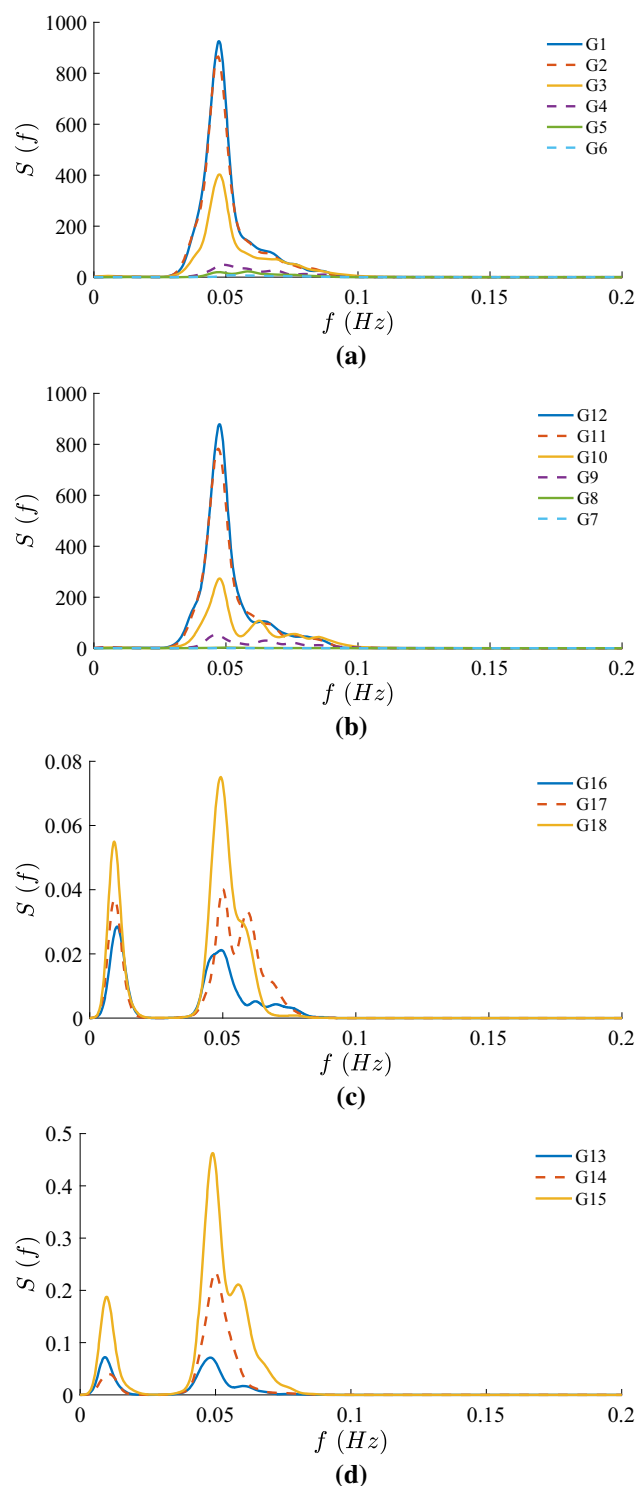 1000
800
600
400
200
0
S (f)
0 0.05 0.1 0.15 0.2
f (Hz)
G1
G2
G3
G4
G5
G6
(a)
1000
800
600
400
200
0
S (f)
0 0.05 0.1 0.15 0.2
f (Hz)
G12
G11
G10
G9
G8
G7
(b)
0.08
0.06
0.04
0.02
0
S (f)
0 0.05 0.1 0.15 0.2
f (Hz)
G16
G17
G18
(c)
0.5
0.4
0.3
0.2
0.1
0
S (f)
0 0.05 0.1 0.15 0.2
f (Hz)
G13
G14
G15
(d)